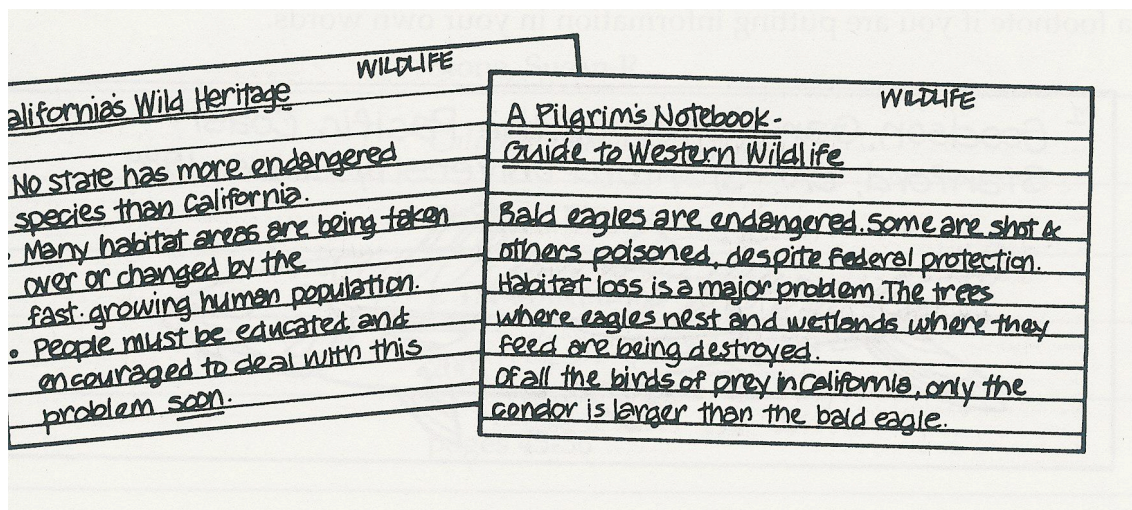 WILDLIFE
alifornia's Wild Heritage
No state has more endangered
species than California.
• Many habitat areas are being taken
over or changed by the
fast-growing human population.
• People must be educated and
encouraged to deal with this
problem soon.
WILDLIFE
A Pilgrim's Notebook-
Guide to Western Wildlife
Bald eagles are endangered. Some are shot &
others poisoned, despite federal protection.
Habitat loss is a major problem. The trees
where eagles nest and wetlands where they
feed are being destroyed.
Of all the birds of prey in California, only the
condor is larger than the bald eagle.